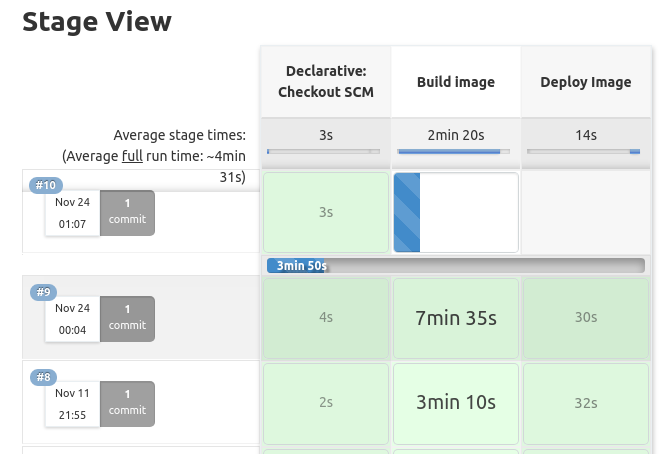 Stage View
Declarative:
Checkout SCM
Build image
Deploy Image
Average stage times:
(Average full run time: ~4min
31s)
3s
2min 20s
14s
#10
Nov 24
01:07
1
commit
3s
3min 50s
#9
Nov 24
00:04
1
commit
4s
7min 35s
30s
#8
Nov 11
21:55
1
commit
2s
3min 10s
32s